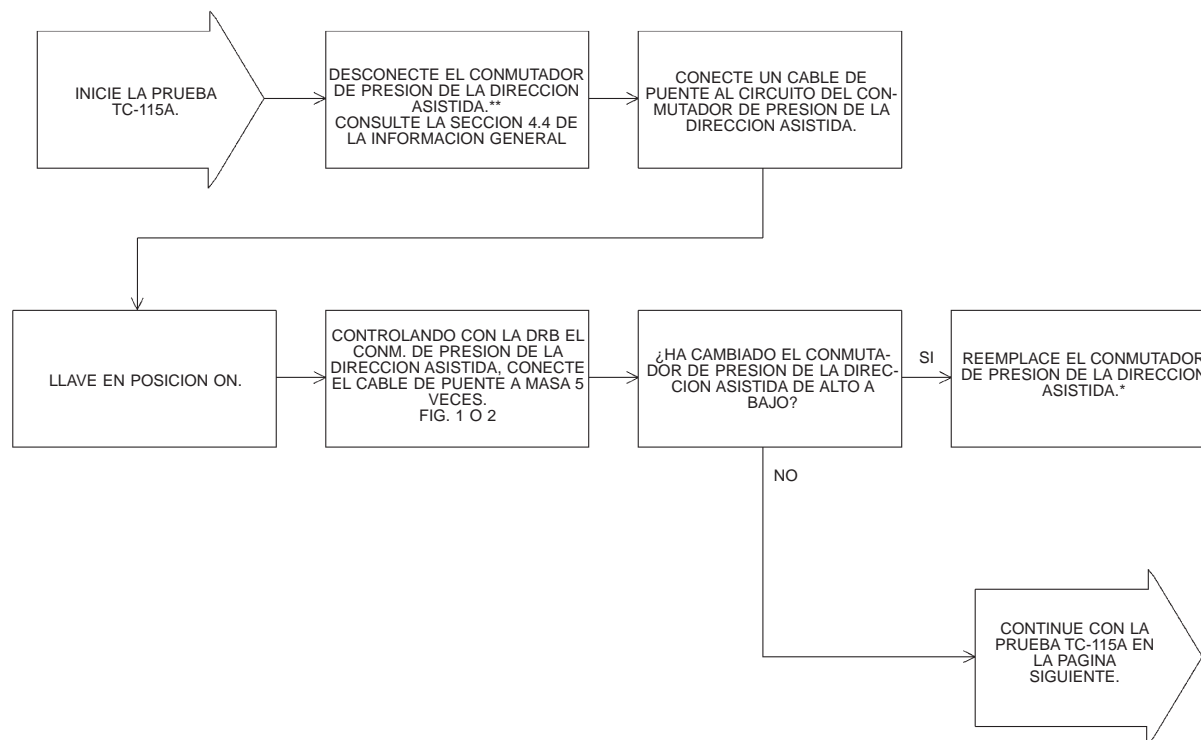 INICIE LA PRUEBA
TC-115A.
DESCONECTE EL CONMUTADOR
DE PRESION DE LA DIRECCION
ASISTIDA.**
CONSULTE LA SECCION 4.4 DE
LA INFORMACION GENERAL
CONECTE UN CABLE DE
PUENTE AL CIRCUITO DEL CON-
MUTADOR DE PRESION DE LA
DIRECCION ASISTIDA.
LLAVE EN POSICION ON.
CONTROLANDO CON LA DRB EL
CONM. DE PRESION DE LA
DIRECCION ASISTIDA, CONECTE
EL CABLE DE PUENTE A MASA 5
VECES.
FIG. 1 O 2
¿HA CAMBIADO EL CONMUTA-
DOR DE PRESION DE LA DIREC-
CION ASISTIDA DE ALTO A
BAJO?
SI
REEMPLACE EL CONMUTADOR
DE PRESION DE LA DIRECCION
ASISTIDA.*
NO
CONTINUE CON LA
PRUEBA TC-115A EN
LA PAGINA
SIGUIENTE.